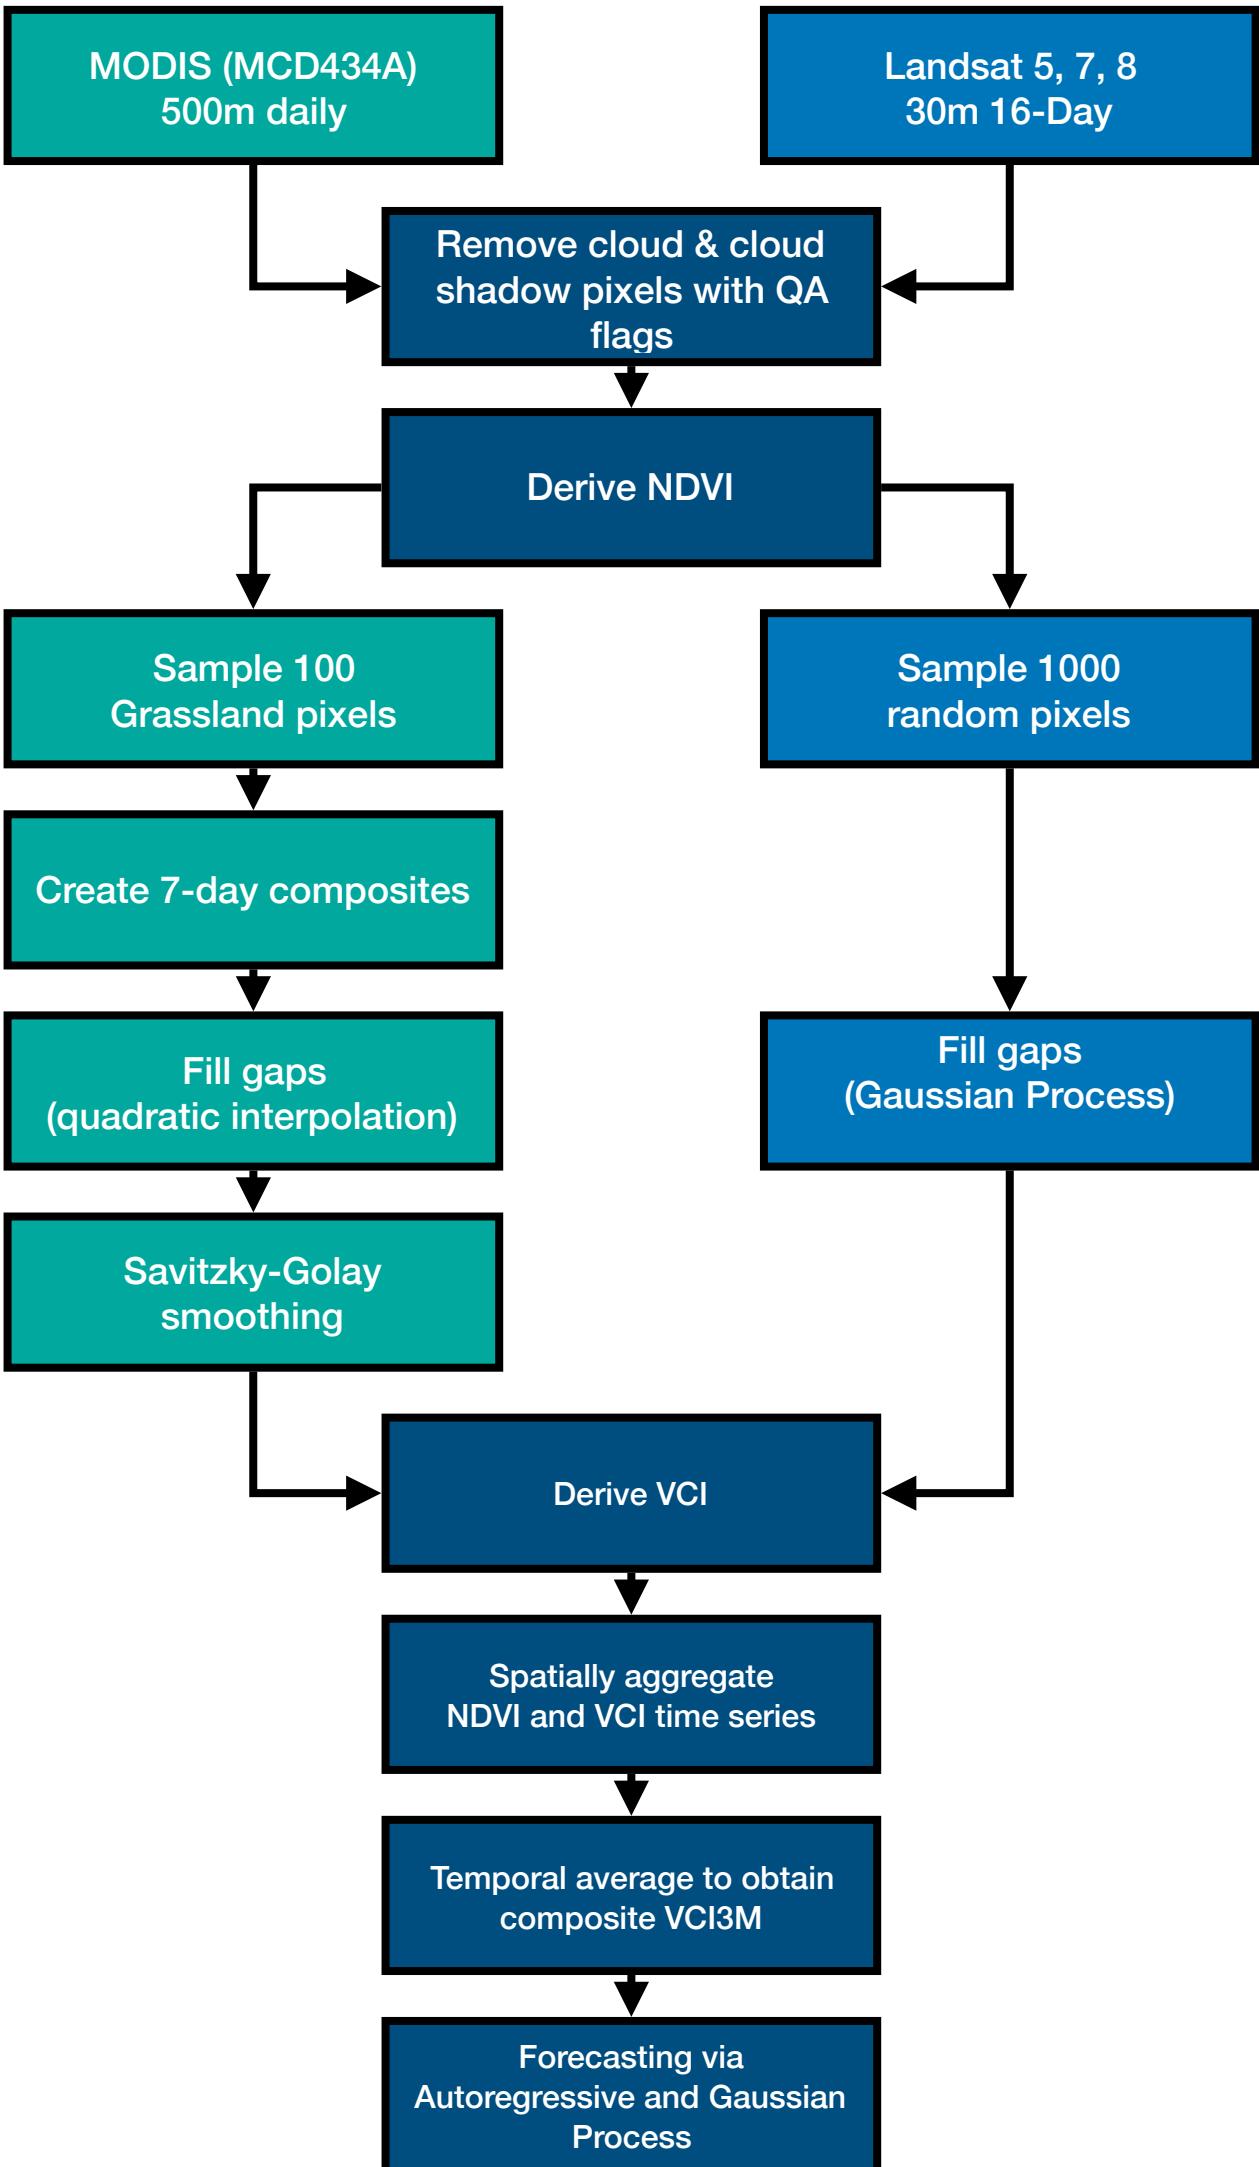 MODIS (MCD434A)
500m daily
Landsat 5, 7, 8
30m 16-Day
Remove cloud & cloud
shadow pixels with QA
flags
Derive NDVI
Sample 100
Grassland pixels
Sample 1000
random pixels
Create 7-day composites
Fill gaps
(quadratic interpolation)
Fill gaps
(Gaussian Process)
Savitzky-Golay
smoothing
Derive VCI
Spatially aggregate
NDVI and VCI time series
Temporal average to obtain
composite VCI3M
Forecasting via
Autoregressive and Gaussian
Process